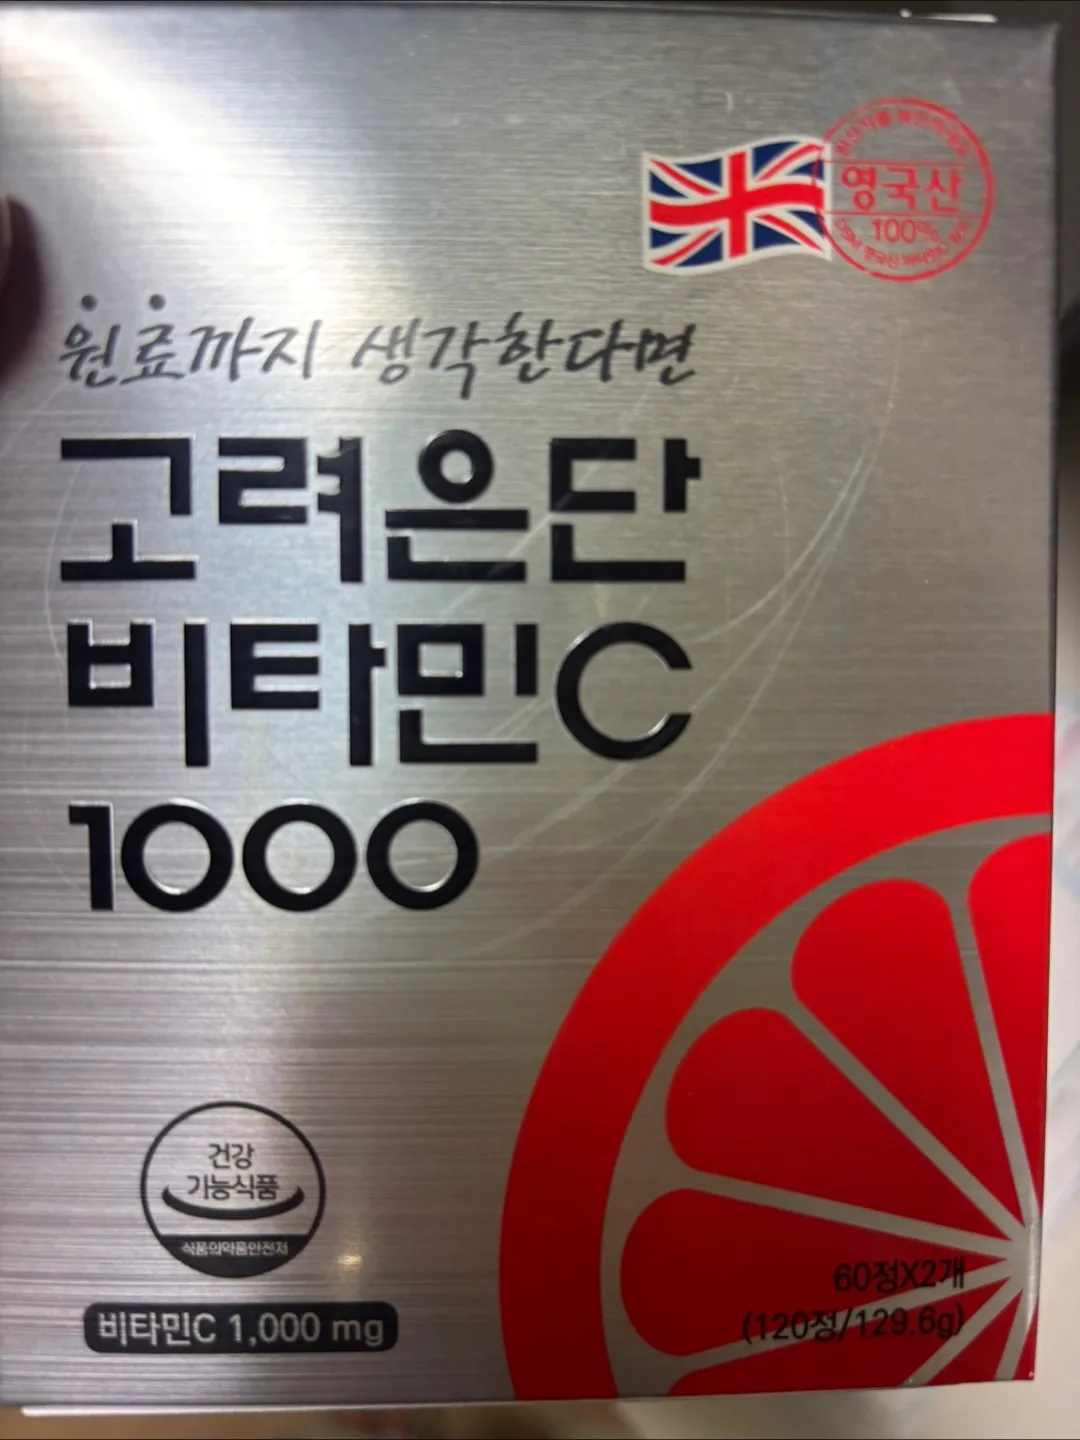 영국산
100%
원료까지 생각한다면
고려은단
비타민C
1000
건강
기능식품
식품의약품안전처
비타민C 1,000 mg
60정X2개
(120정/129.6g)